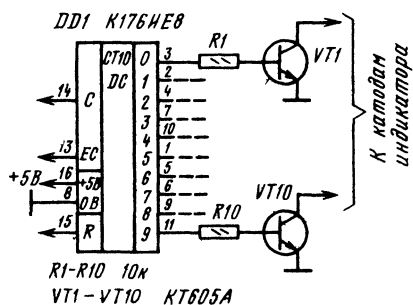 DD1 К176ИЕ8
CT10
DC
14
C
13
EC
+5В
16
+5В
8
0В
15
R
0
3
1
2
2
4
3
7
4
10
5
1
6
5
7
6
8
9
9
11
R1
VT1
R10
VT10
К катодам
индикатора
R1-R10 10к
VT1-VT10 КТ605А